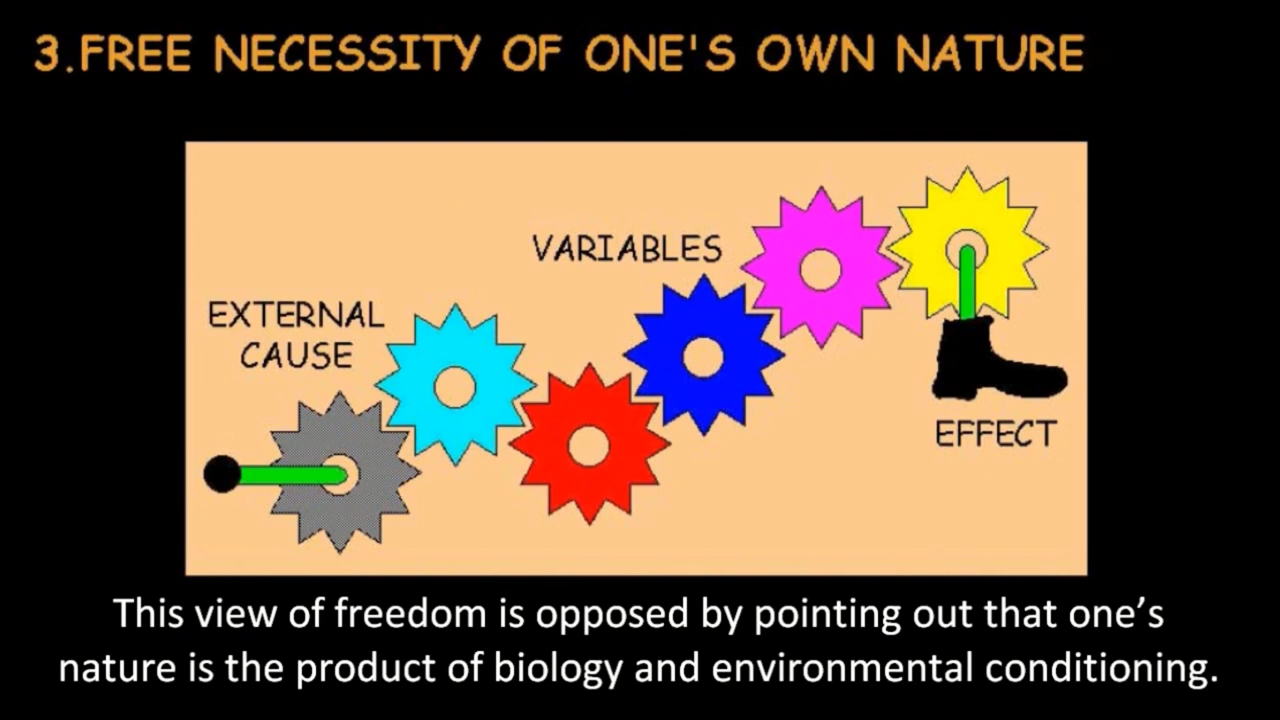 3.FREE NECESSITY OF ONE'S OWN NATURE
VARIABLES
EXTERNAL
CAUSE
EFFECT
This view of freedom is opposed by pointing out that one’s
nature is the product of biology and environmental conditioning.